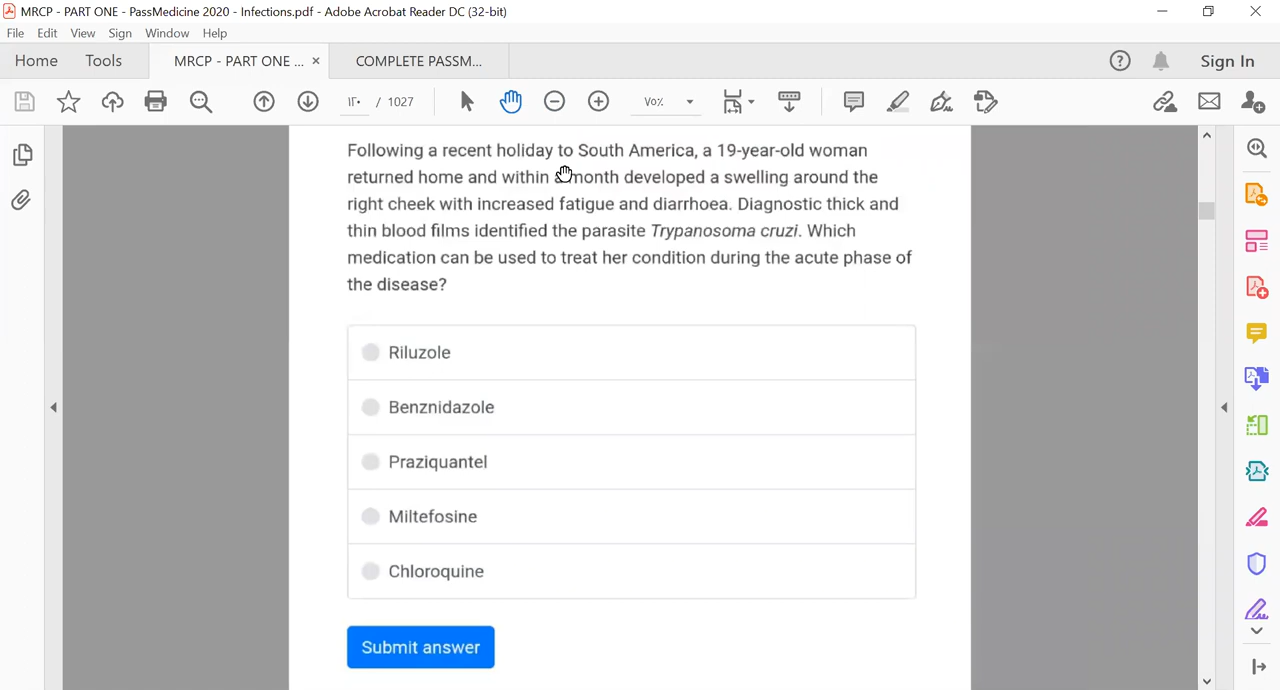 MRCP - PART ONE - PassMedicine 2020 - Infections.pdf - Adobe Acrobat Reader DC (32-bit)
File Edit View Sign Window Help
Home Tools MRCP - PART ONE ... × COMPLETE PASSM... Sign In
١٢٠ / 1027 ٧٥٪
Following a recent holiday to South America, a 19-year-old woman
returned home and within a month developed a swelling around the
right cheek with increased fatigue and diarrhoea. Diagnostic thick and
thin blood films identified the parasite Trypanosoma cruzi. Which
medication can be used to treat her condition during the acute phase of
the disease?
Riluzole
Benznidazole
Praziquantel
Miltefosine
Chloroquine
Submit answer